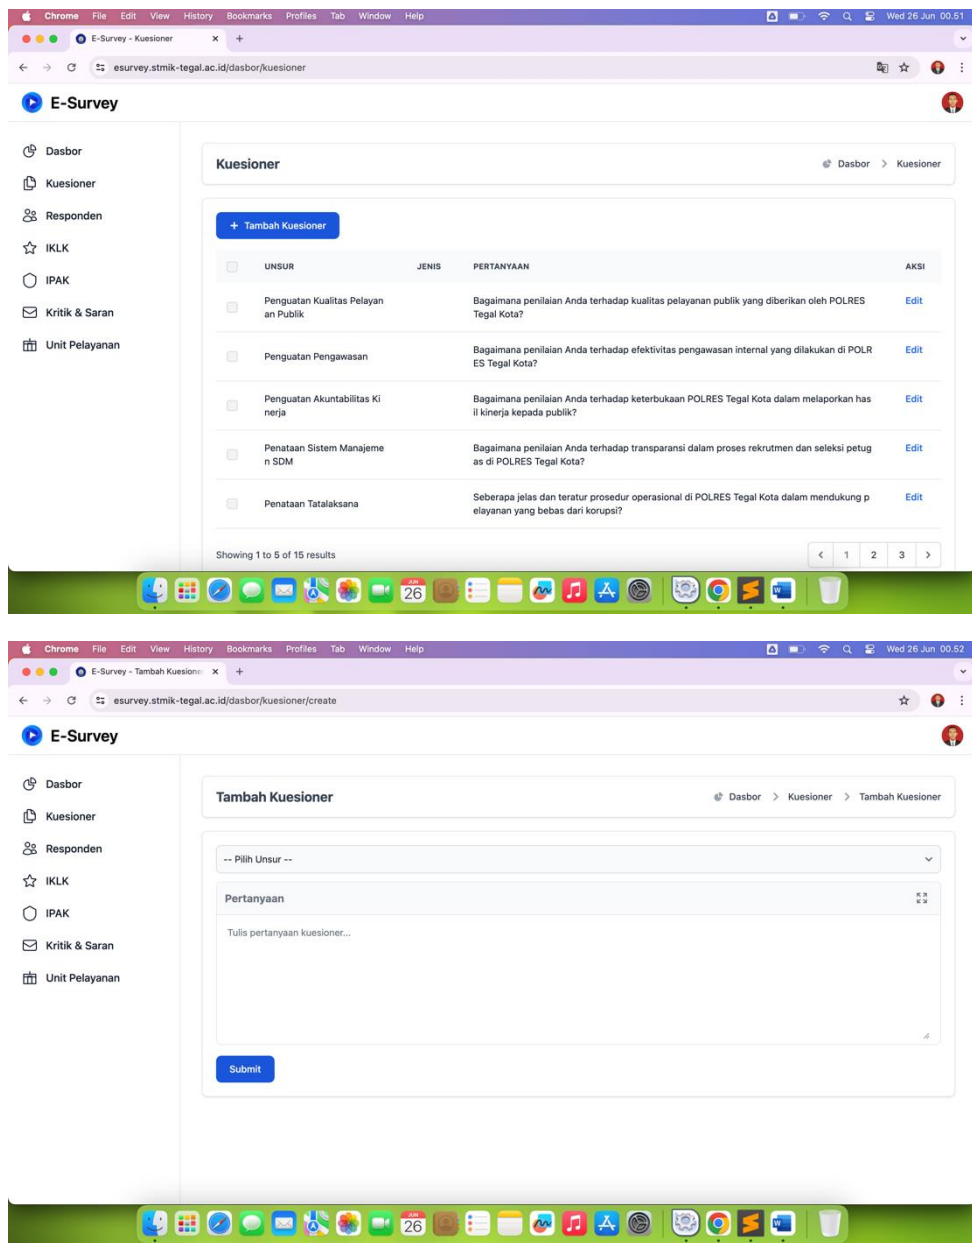 Chrome File Edit View History Bookmarks Profiles Tab Window Help Wed 26 Jun 00.51
E-Survey - Kuesioner
esurvey.stmik-tegal.ac.id/dasbor/kuesioner
E-Survey
Dasbor
Kuesioner
Responden
IKLK
IPAK
Kritik & Saran
Unit Pelayanan
Kuesioner
Dasbor > Kuesioner
+ Tambah Kuesioner
UNSUR JENIS PERTANYAAN AKSI
Penguatan Kualitas Pelayan
an Publik
Bagaimana penilaian Anda terhadap kualitas pelayanan publik yang diberikan oleh POLRES
Tegal Kota?
Edit
Penguatan Pengawasan
Bagaimana penilaian Anda terhadap efektivitas pengawasan internal yang dilakukan di POLR
ES Tegal Kota?
Edit
Penguatan Akuntabilitas Ki
nerja
Bagaimana penilaian Anda terhadap keterbukaan POLRES Tegal Kota dalam melaporkan has
il kinerja kepada publik?
Edit
Penataan Sistem Manajeme
n SDM
Bagaimana penilaian Anda terhadap transparansi dalam proses rekrutmen dan seleksi petug
as di POLRES Tegal Kota?
Edit
Penataan Tatalaksana
Seberapa jelas dan teratur prosedur operasional di POLRES Tegal Kota dalam mendukung p
elayanan yang bebas dari korupsi?
Edit
Showing 1 to 5 of 15 results
< 1 2 3 >
JUN
26
Chrome File Edit View History Bookmarks Profiles Tab Window Help Wed 26 Jun 00.52
E-Survey - Tambah Kuesione
esurvey.stmik-tegal.ac.id/dasbor/kuesioner/create
E-Survey
Dasbor
Kuesioner
Responden
IKLK
IPAK
Kritik & Saran
Unit Pelayanan
Tambah Kuesioner
Dasbor > Kuesioner > Tambah Kuesioner
-- Pilih Unsur --
Pertanyaan
Tulis pertanyaan kuesioner...
Submit
JUN
26